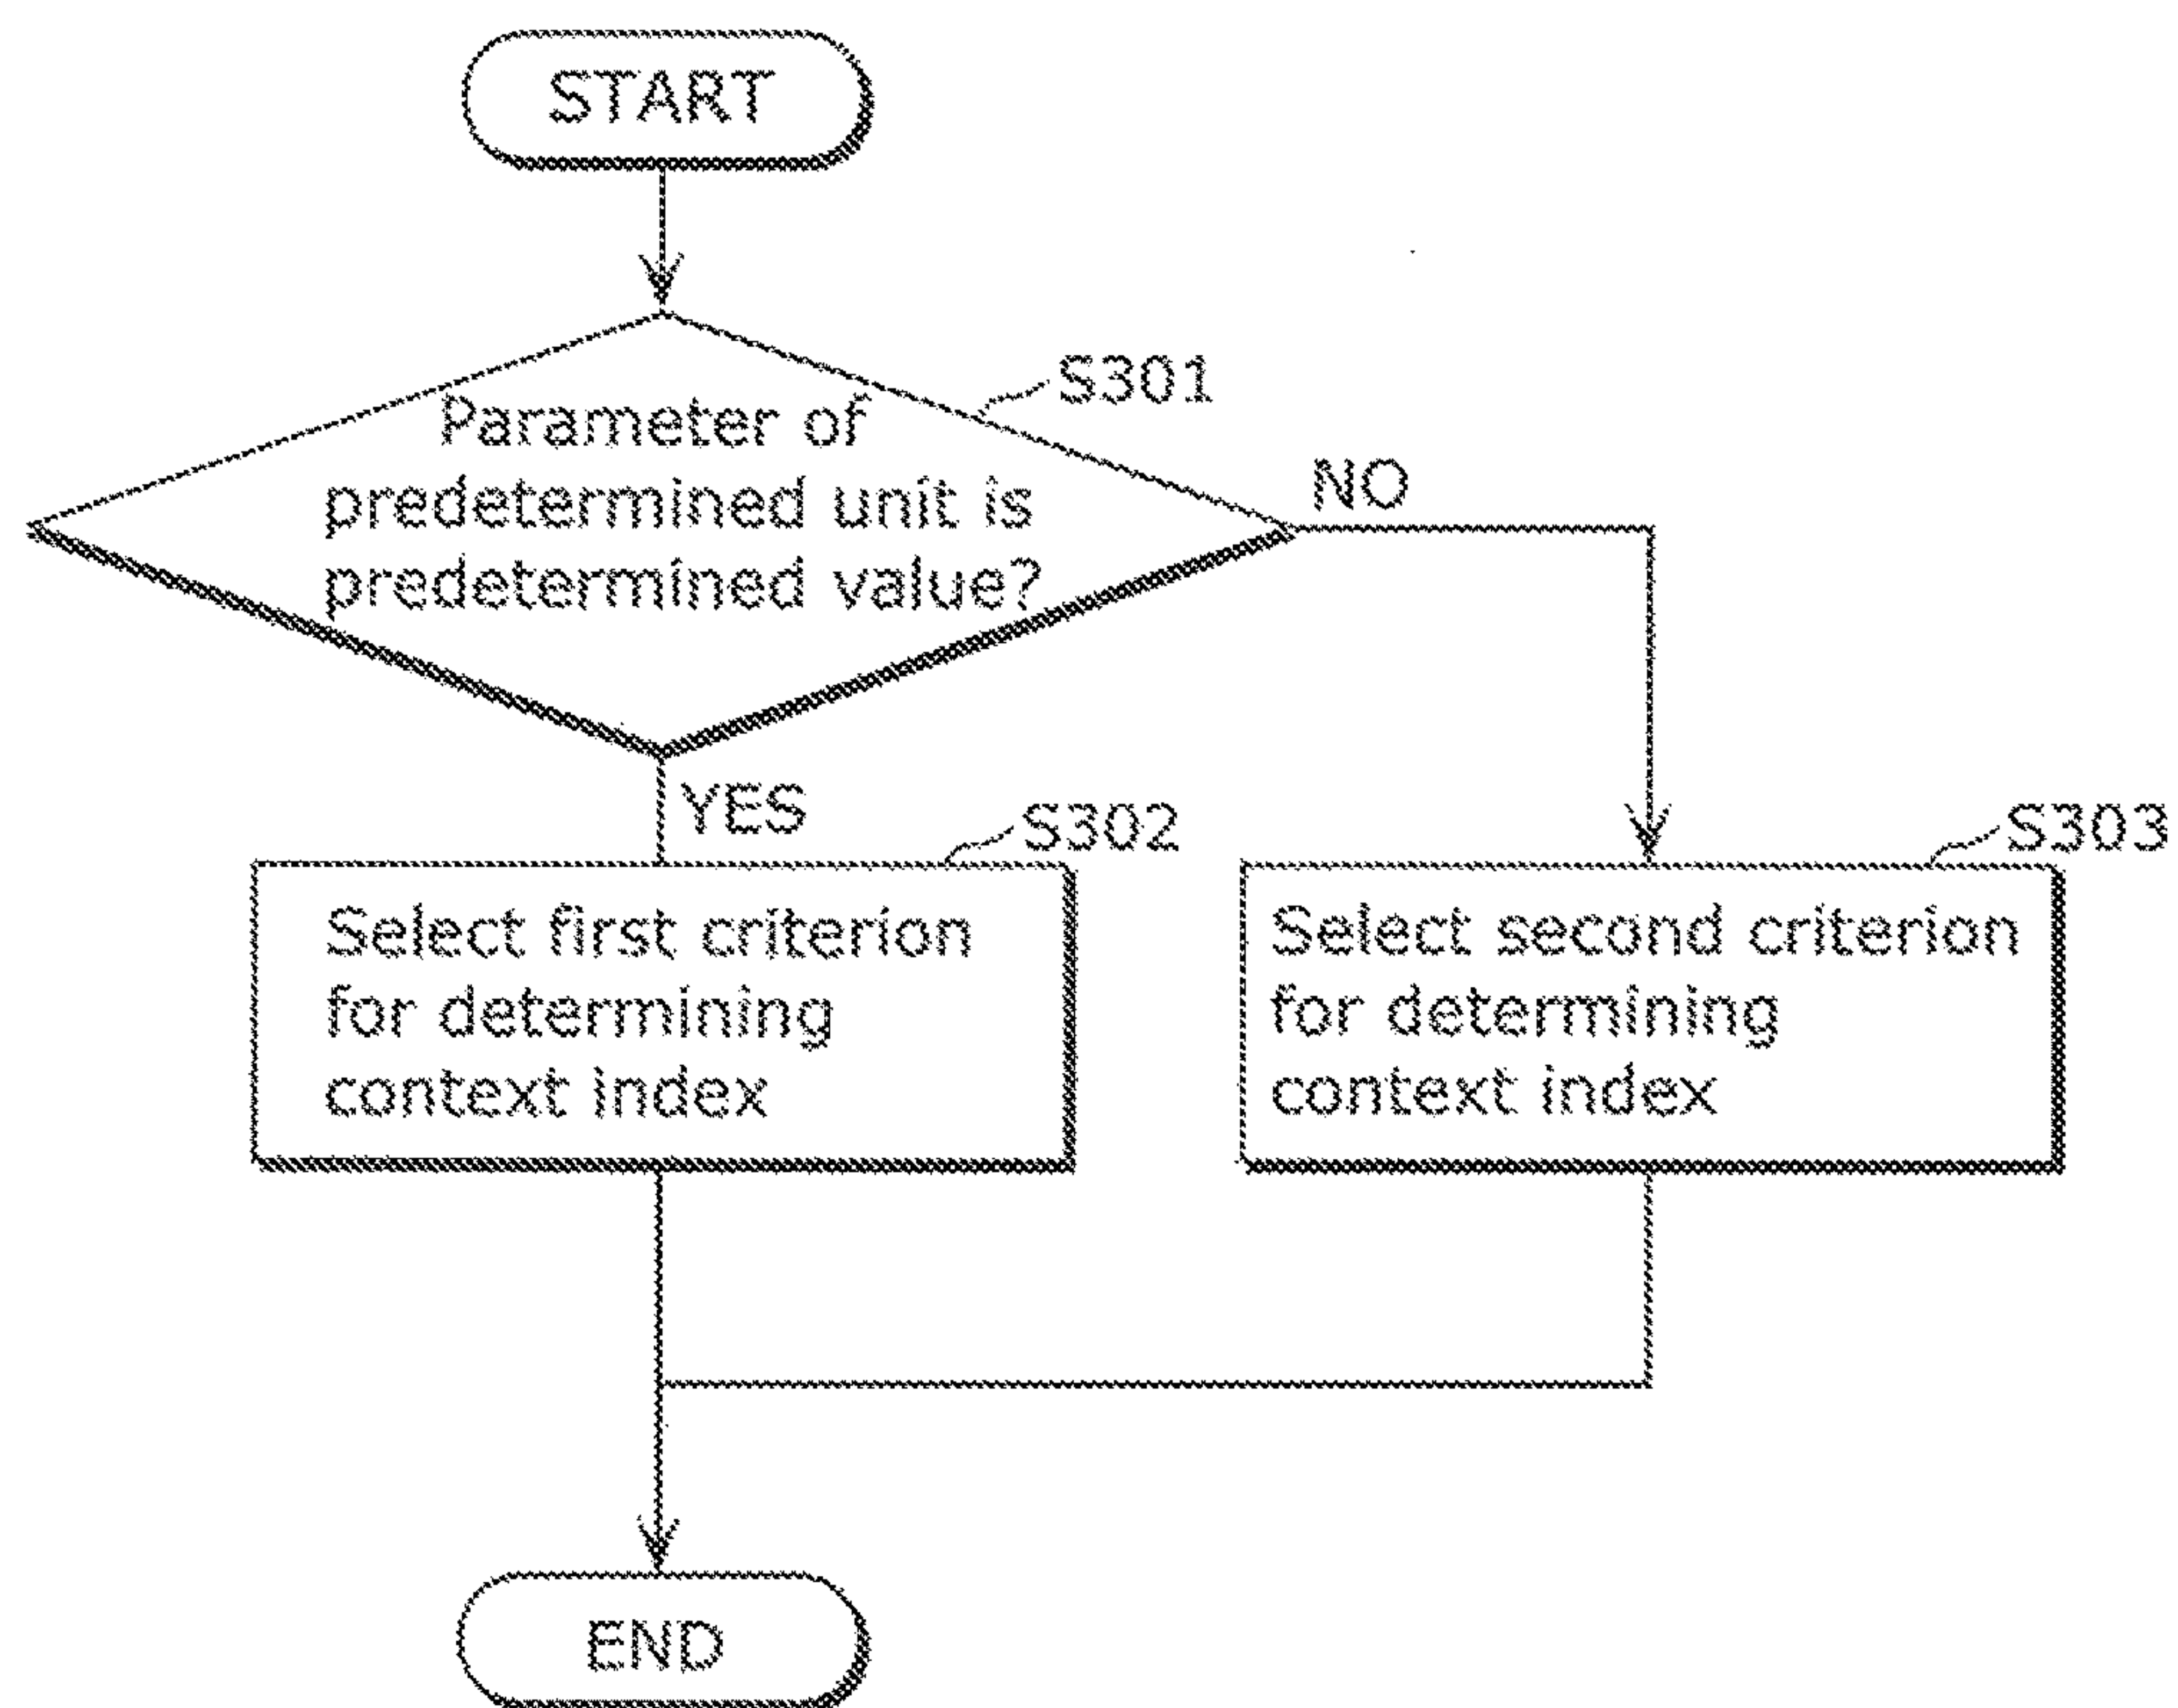 START
S301
Parameter of
predetermined unit is
predetermined value?
NO
YES
S302
Select first criterion
for determining
context index
S303
Select second criterion
for determining
context index
END